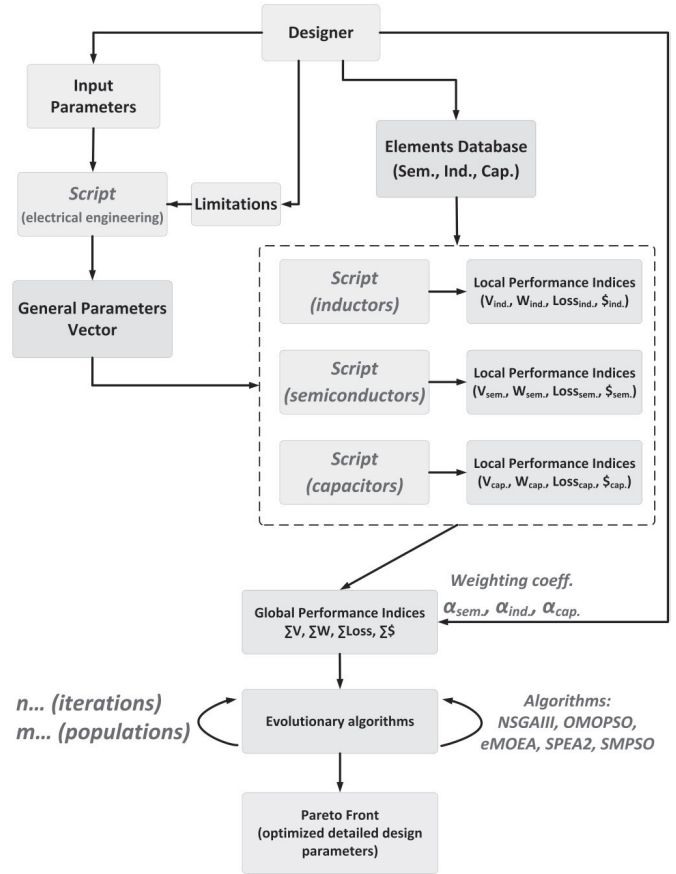 Designer
Input
Parameters
Elements Database
(Sem., Ind., Cap.)
Script
(electrical engineering)
Limitations
General Parameters
Vector
Script
(inductors)
Local Performance Indices
(Vind., Wind., Lossind., $ind.)
Script
(semiconductors)
Local Performance Indices
(Vsem., Wsem., Losssem., $sem.)
Script
(capacitors)
Local Performance Indices
(Vcap., Wcap., Losscap., $cap.)
Weighting coeff.
αsem., αind., αcap.
Global Performance Indices
∑V, ∑W, ∑Loss, ∑$
n... (iterations)
m... (populations)
Evolutionary algorithms
Algorithms:
NSGAIII, OMOPSO,
eMOEA, SPEA2, SMPSO
Pareto Front
(optimized detailed design
parameters)